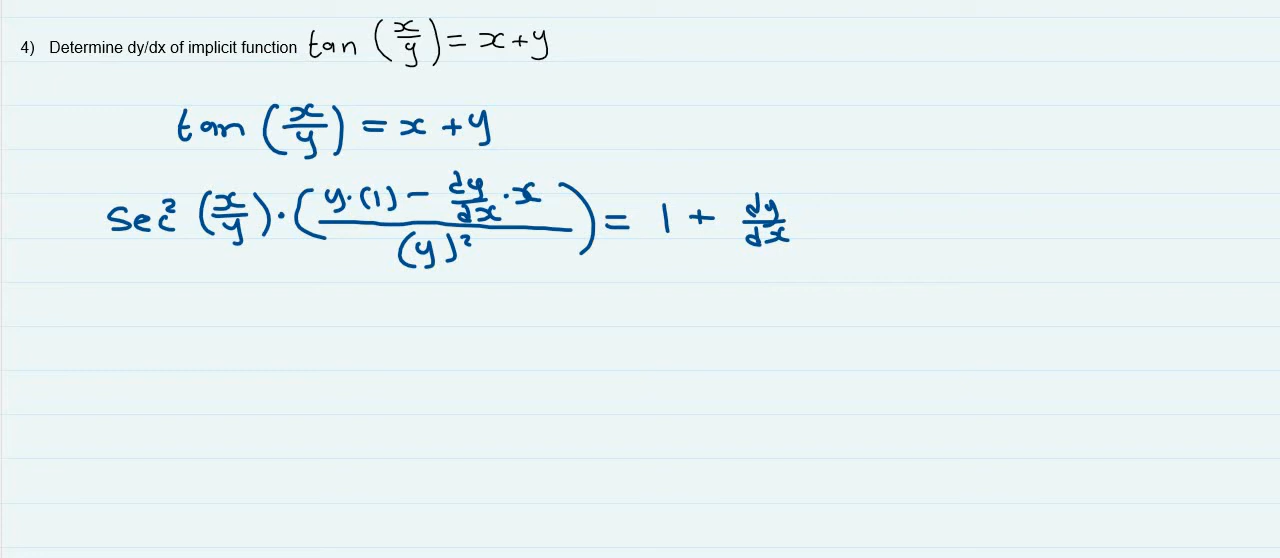 4) Determine dy/dx of implicit function tan (x/y) = x+y
tan (x/y) = x + y
sec² (x/y) · (y·(1) − dy/dx · x / (y)²) = 1 + dy/dx